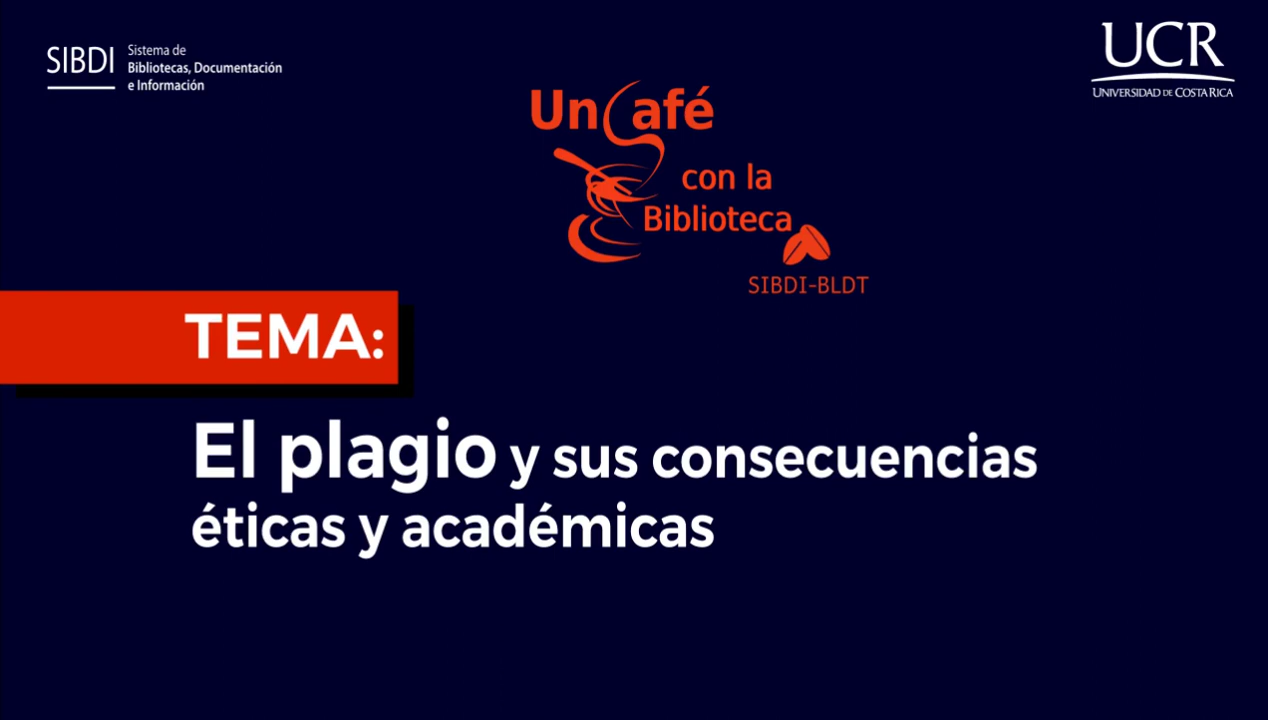 SIBDI
Sistema de
Bibliotecas, Documentación
e Información
UCR
UNIVERSIDAD DE COSTA RICA
Un Café
con la
Biblioteca
SIBDI-BLDT
TEMA:
El plagio y sus consecuencias
éticas y académicas